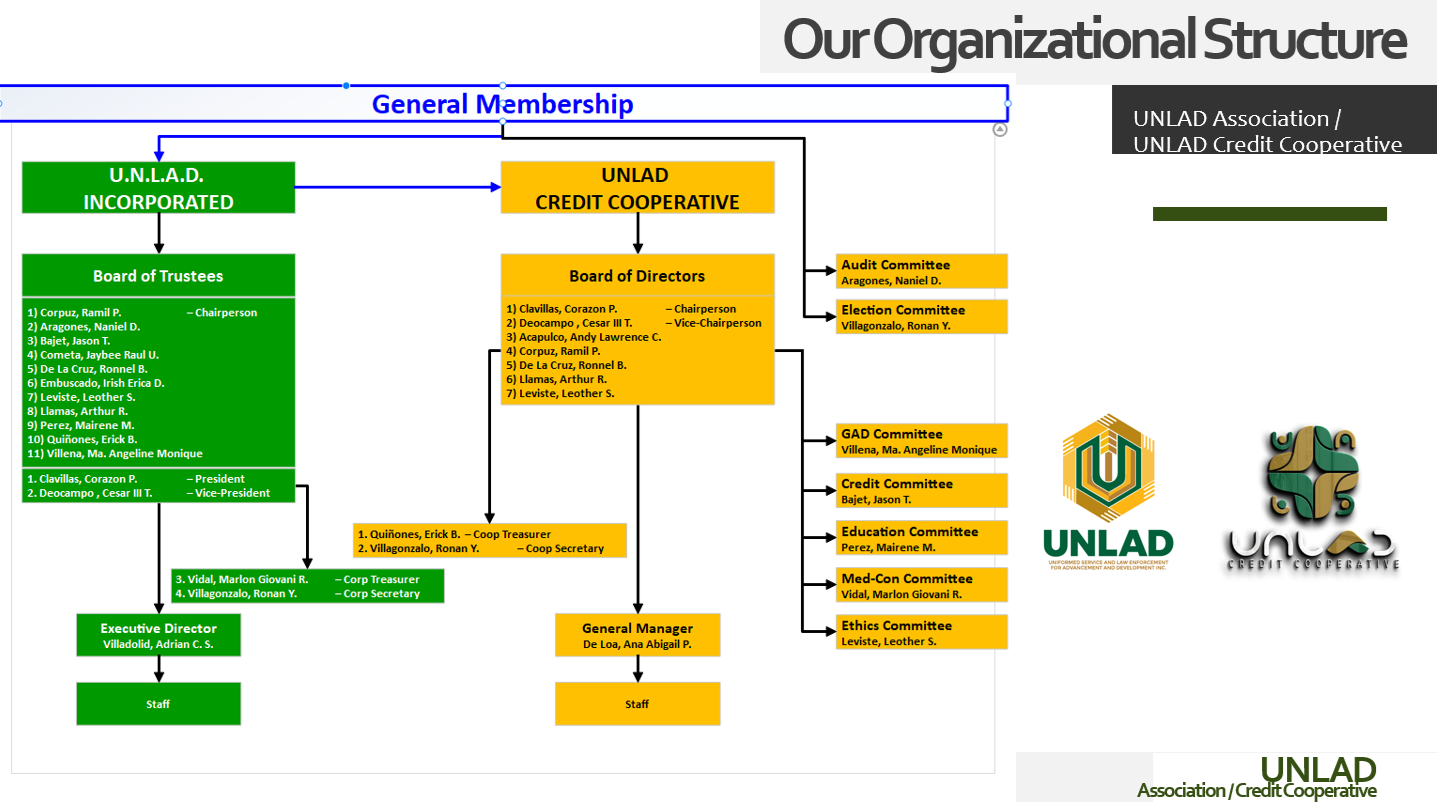 Our Organizational Structure
General Membership
UNLAD Association /
UNLAD Credit Cooperative
U.N.L.A.D.
INCORPORATED
UNLAD
CREDIT COOPERATIVE
Board of Trustees
1) Corpuz, Ramil P. – Chairperson
2) Aragones, Naniel D.
3) Bajet, Jason T.
4) Cometa, Jaybee Raul U.
5) De La Cruz, Ronnel B.
6) Embuscado, Irish Erica D.
7) Leviste, Leother S.
8) Llamas, Arthur R.
9) Perez, Mairene M.
10) Quiñones, Erick B.
11) Villena, Ma. Angeline Monique
1. Clavillas, Corazon P. – President
2. Deocampo , Cesar III T. – Vice-President
Board of Directors
1) Clavillas, Corazon P. – Chairperson
2) Deocampo , Cesar III T. – Vice-Chairperson
3) Acapulco, Andy Lawrence C.
4) Corpuz, Ramil P.
5) De La Cruz, Ronnel B.
6) Llamas, Arthur R.
7) Leviste, Leother S.
Audit Committee
Aragones, Naniel D.
Election Committee
Villagonzalo, Ronan Y.
GAD Committee
Villena, Ma. Angeline Monique
Credit Committee
Bajet, Jason T.
Education Committee
Perez, Mairene M.
Med-Con Committee
Vidal, Marlon Giovani R.
Ethics Committee
Leviste, Leother S.
1. Quiñones, Erick B. – Coop Treasurer
2. Villagonzalo, Ronan Y. – Coop Secretary
3. Vidal, Marlon Giovani R. – Corp Treasurer
4. Villagonzalo, Ronan Y. – Corp Secretary
Executive Director
Villadolid, Adrian C. S.
Staff
General Manager
De Loa, Ana Abigail P.
Staff
UNLAD
UNIFORMED SERVICE AND LAW ENFORCEMENT
FOR ADVANCEMENT AND DEVELOPMENT INC.
UNLAD
CREDIT COOPERATIVE
UNLAD
Association / Credit Cooperative